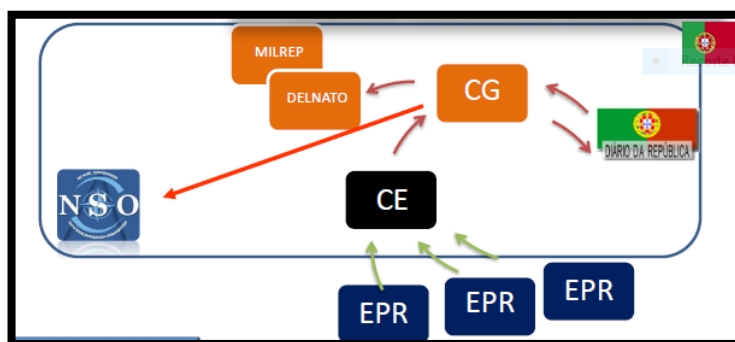 MILREP
DELNATO
CG
DIÁRIO DA REPÚBLICA
NSO
CE
EPR
EPR
EPR